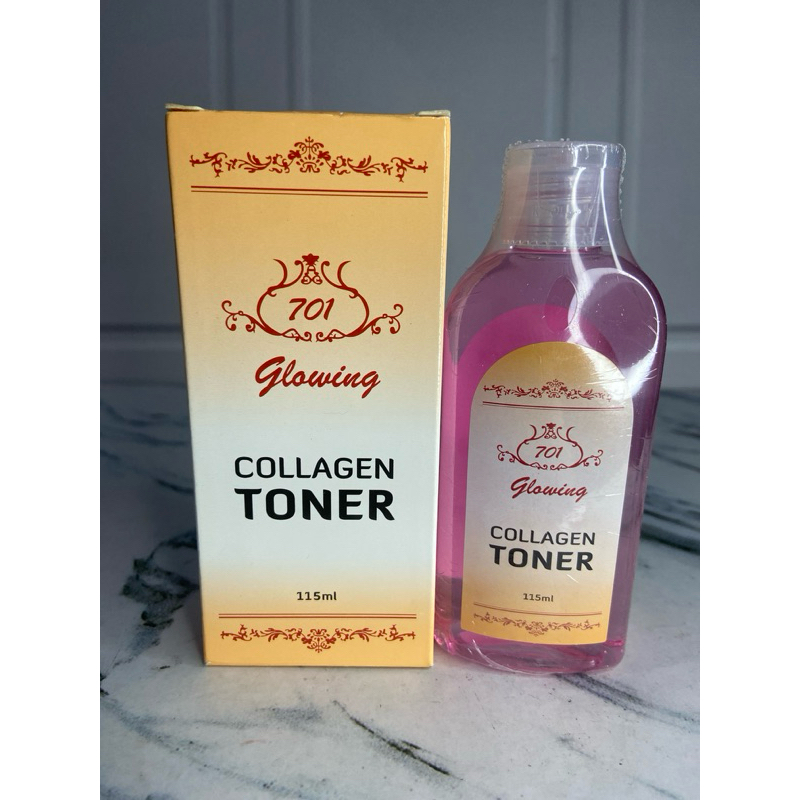 701
Glowing
COLLAGEN
TONER
115ml
701
Glowing
COLLAGEN
TONER
115ml